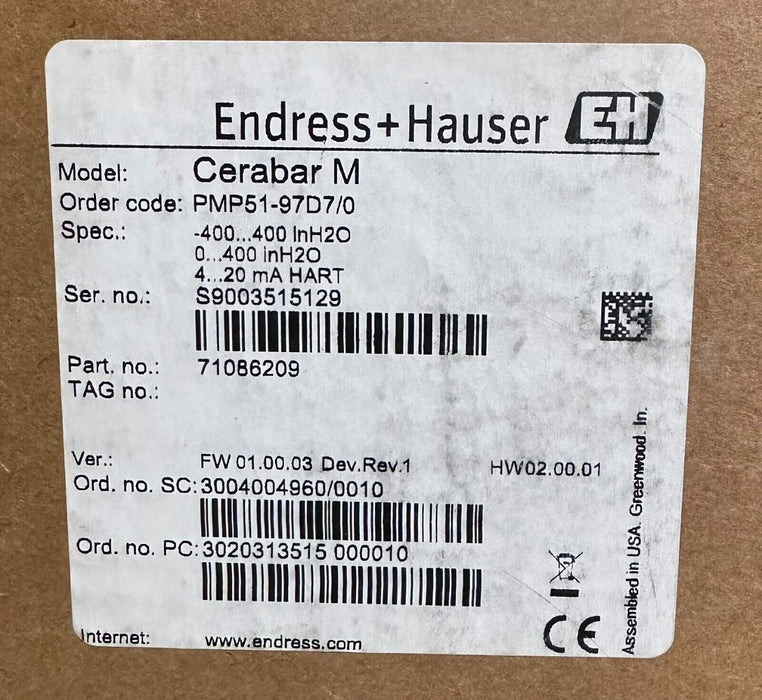 Endress+Hauser EH
Model: Cerabar M
Order code: PMP51-97D7/0
Spec.: -400...400 InH2O
0...400 inH2O
4...20 mA HART
Ser. no.: S9003515129
Part. no.: 71086209
TAG no.:
Ver.: FW 01.00.03 Dev.Rev.1 HW02.00.01
Ord. no. SC: 3004004960/0010
Ord. no. PC: 3020313515 000010
Internet: www.endress.com
CE
Assembled in USA. Greenwood. In.